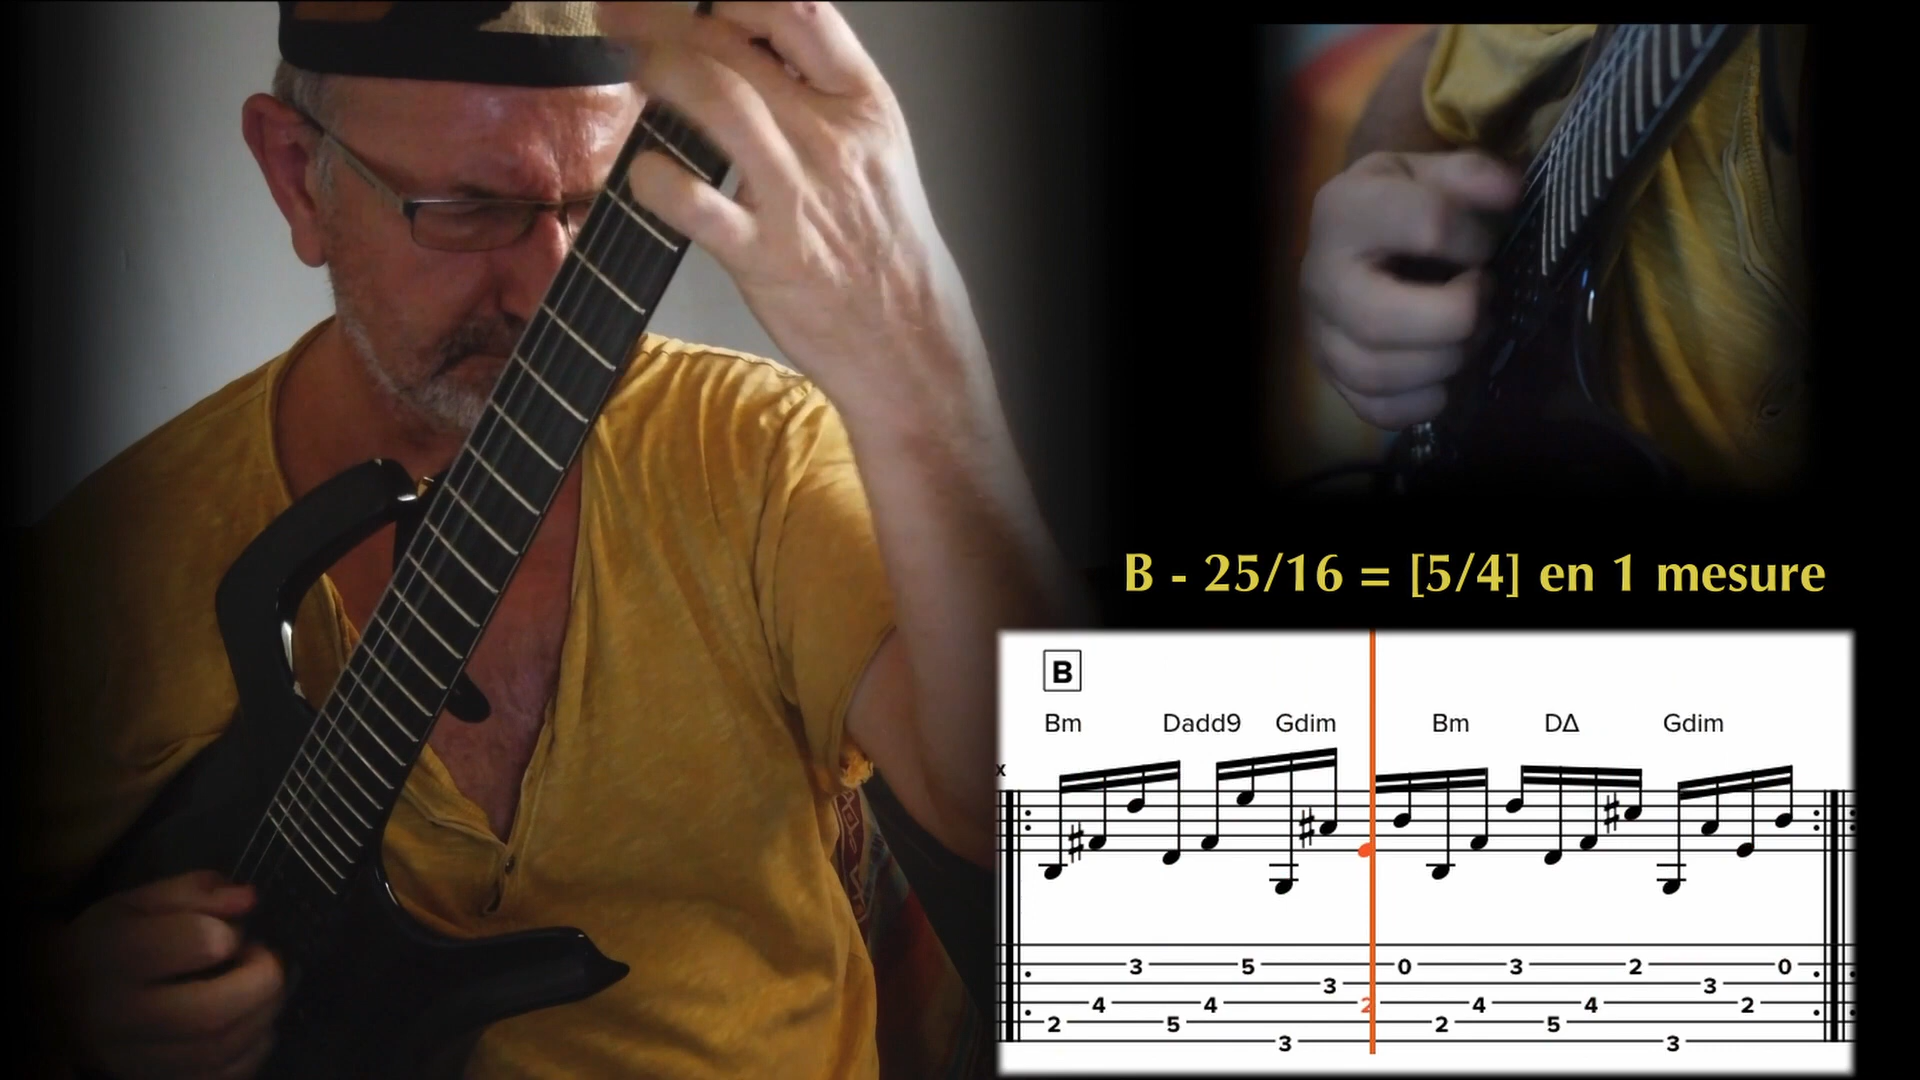 B - 25/16 = [5/4] en 1 mesure
B
Bm Dadd9 Gdim Bm D∆ Gdim
x
3 5 0 3 2 0
3 3
4 4 2 4 4 2
2 5 2 5
3 3